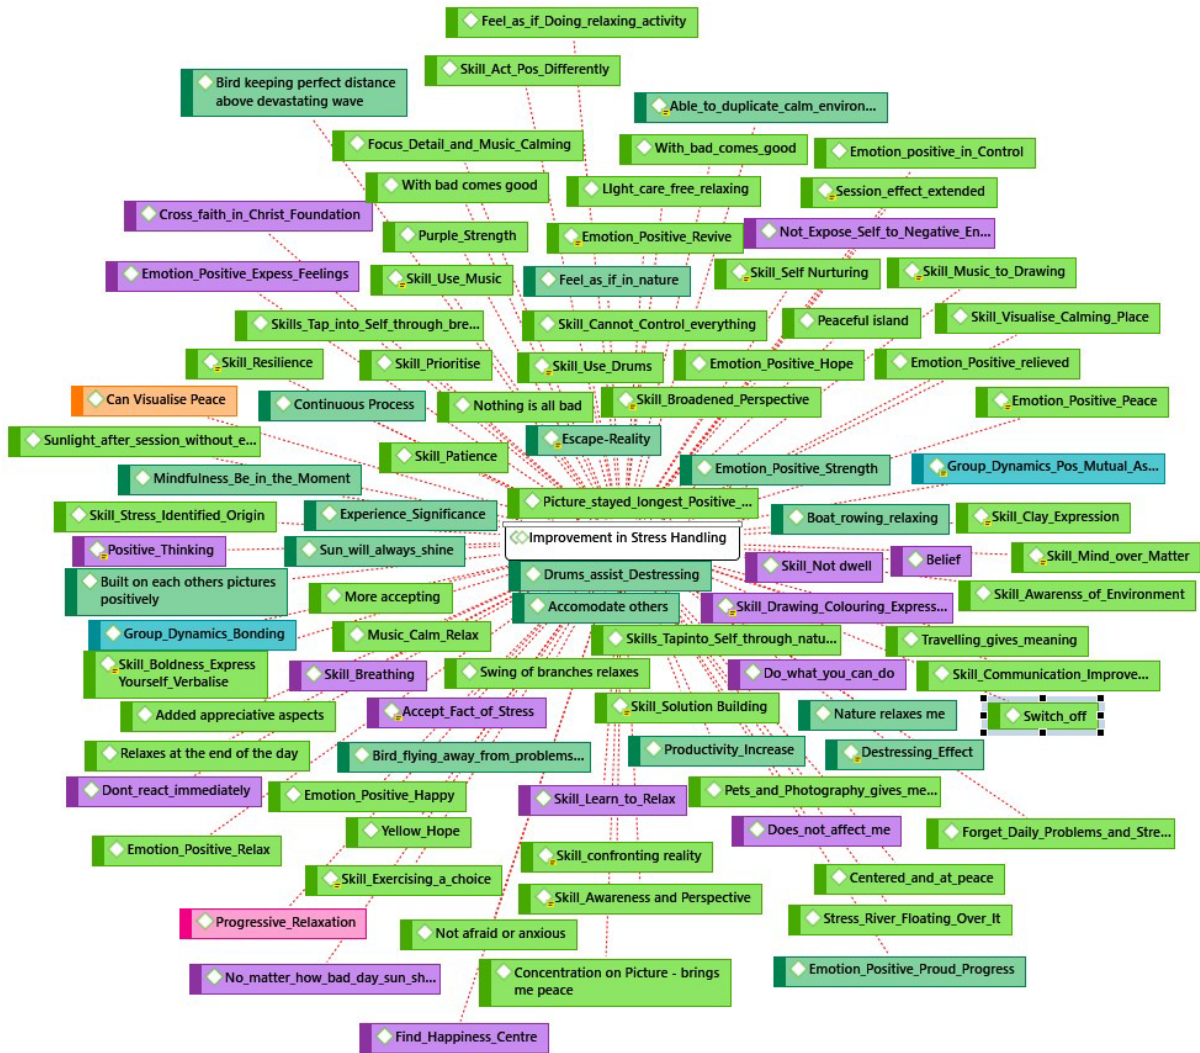 Feel_as_if_Doing_relaxing_activity
Skill_Act_Pos_Differently
Bird keeping perfect distance
above devastating wave
Able_to_duplicate_calm_environ...
Focus_Detail_and_Music_Calming
With_bad_comes_good
Emotion_positive_in_Control
With bad comes good
LIght_care_free_relaxing
Session_effect_extended
Cross_faith_in_Christ_Foundation
Purple_Strength
Emotion_Positive_Revive
Not_Expose_Self_to_Negative_En...
Emotion_Positive_Expess_Feelings
Skill_Use_Music
Feel_as_if_in_nature
Skill_Self Nurturing
Skill_Music_to_Drawing
Skills_Tap_into_Self_through_bre...
Skill_Cannot_Control_everything
Peaceful island
Skill_Visualise_Calming_Place
Skill_Resilience
Skill_Prioritise
Skill_Use_Drums
Emotion_Positive_Hope
Emotion_Positive_relieved
Can Visualise Peace
Continuous Process
Nothing is all bad
Skill_Broadened_Perspective
Emotion_Positive_Peace
Sunlight_after_session_without_e...
Skill_Patience
Escape-Reality
Mindfulness_Be_in_the_Moment
Emotion_Positive_Strength
Group_Dynamics_Pos_Mutual_As...
Picture_stayed_longest_Positive_...
Skill_Stress_Identified_Origin
Experience_Significance
Boat_rowing_relaxing
Skill_Clay_Expression
Improvement in Stress Handling
Positive_Thinking
Sun_will_always_shine
Skill_Not dwell
Belief
Skill_Mind_over_Matter
Built on each others pictures
positively
Drums_assist_Destressing
More accepting
Accomodate others
Skill_Drawing_Colouring_Express...
Skill_Awarenss_of_Environment
Group_Dynamics_Bonding
Music_Calm_Relax
Skills_Tapinto_Self_through_natu...
Travelling_gives_meaning
Skill_Boldness_Express
Yourself_Verbalise
Skill_Breathing
Swing of branches relaxes
Do_what_you_can_do
Skill_Communication_Improve...
Added appreciative aspects
Accept_Fact_of_Stress
Skill_Solution Building
Nature relaxes me
Switch_off
Relaxes at the end of the day
Bird_flying_away_from_problems...
Productivity_Increase
Destressing_Effect
Dont_react_immediately
Emotion_Positive_Happy
Skill_Learn_to_Relax
Pets_and_Photography_gives_me...
Yellow_Hope
Does_not_affect_me
Forget_Daily_Problems_and_Stre...
Emotion_Positive_Relax
Skill_confronting reality
Skill_Exercising_a_choice
Centered_and_at_peace
Skill_Awareness and Perspective
Progressive_Relaxation
Stress_River_Floating_Over_It
Not afraid or anxious
No_matter_how_bad_day_sun_sh...
Concentration on Picture - brings
me peace
Emotion_Positive_Proud_Progress
Find_Happiness_Centre